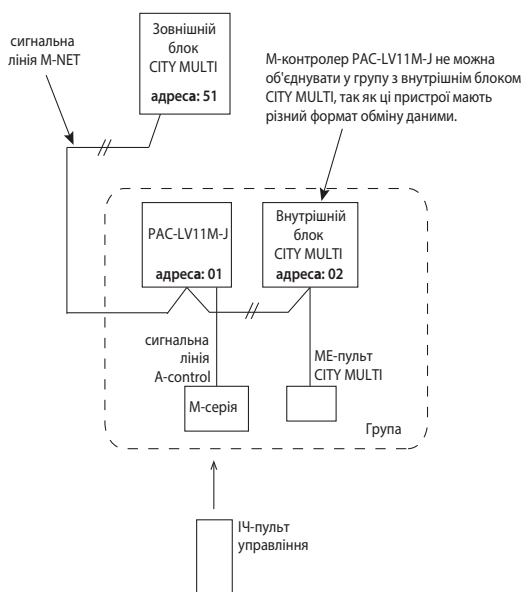 сигнальна
лінія M-NET
Зовнішній
блок
CITY MULTI
адреса: 51
М-контролер PAC-LV11M-J не можна
об'єднувати у групу з внутрішнім блоком
CITY MULTI, так як ці пристрої мають
різний формат обміну даними.
PAC-LV11M-J
адреса: 01
Внутрішній
блок
CITY MULTI
адреса: 02
сигнальна
лінія
A-control
М-серія
МЕ-пульт
CITY MULTI
Група
ІЧ-пульт
управління